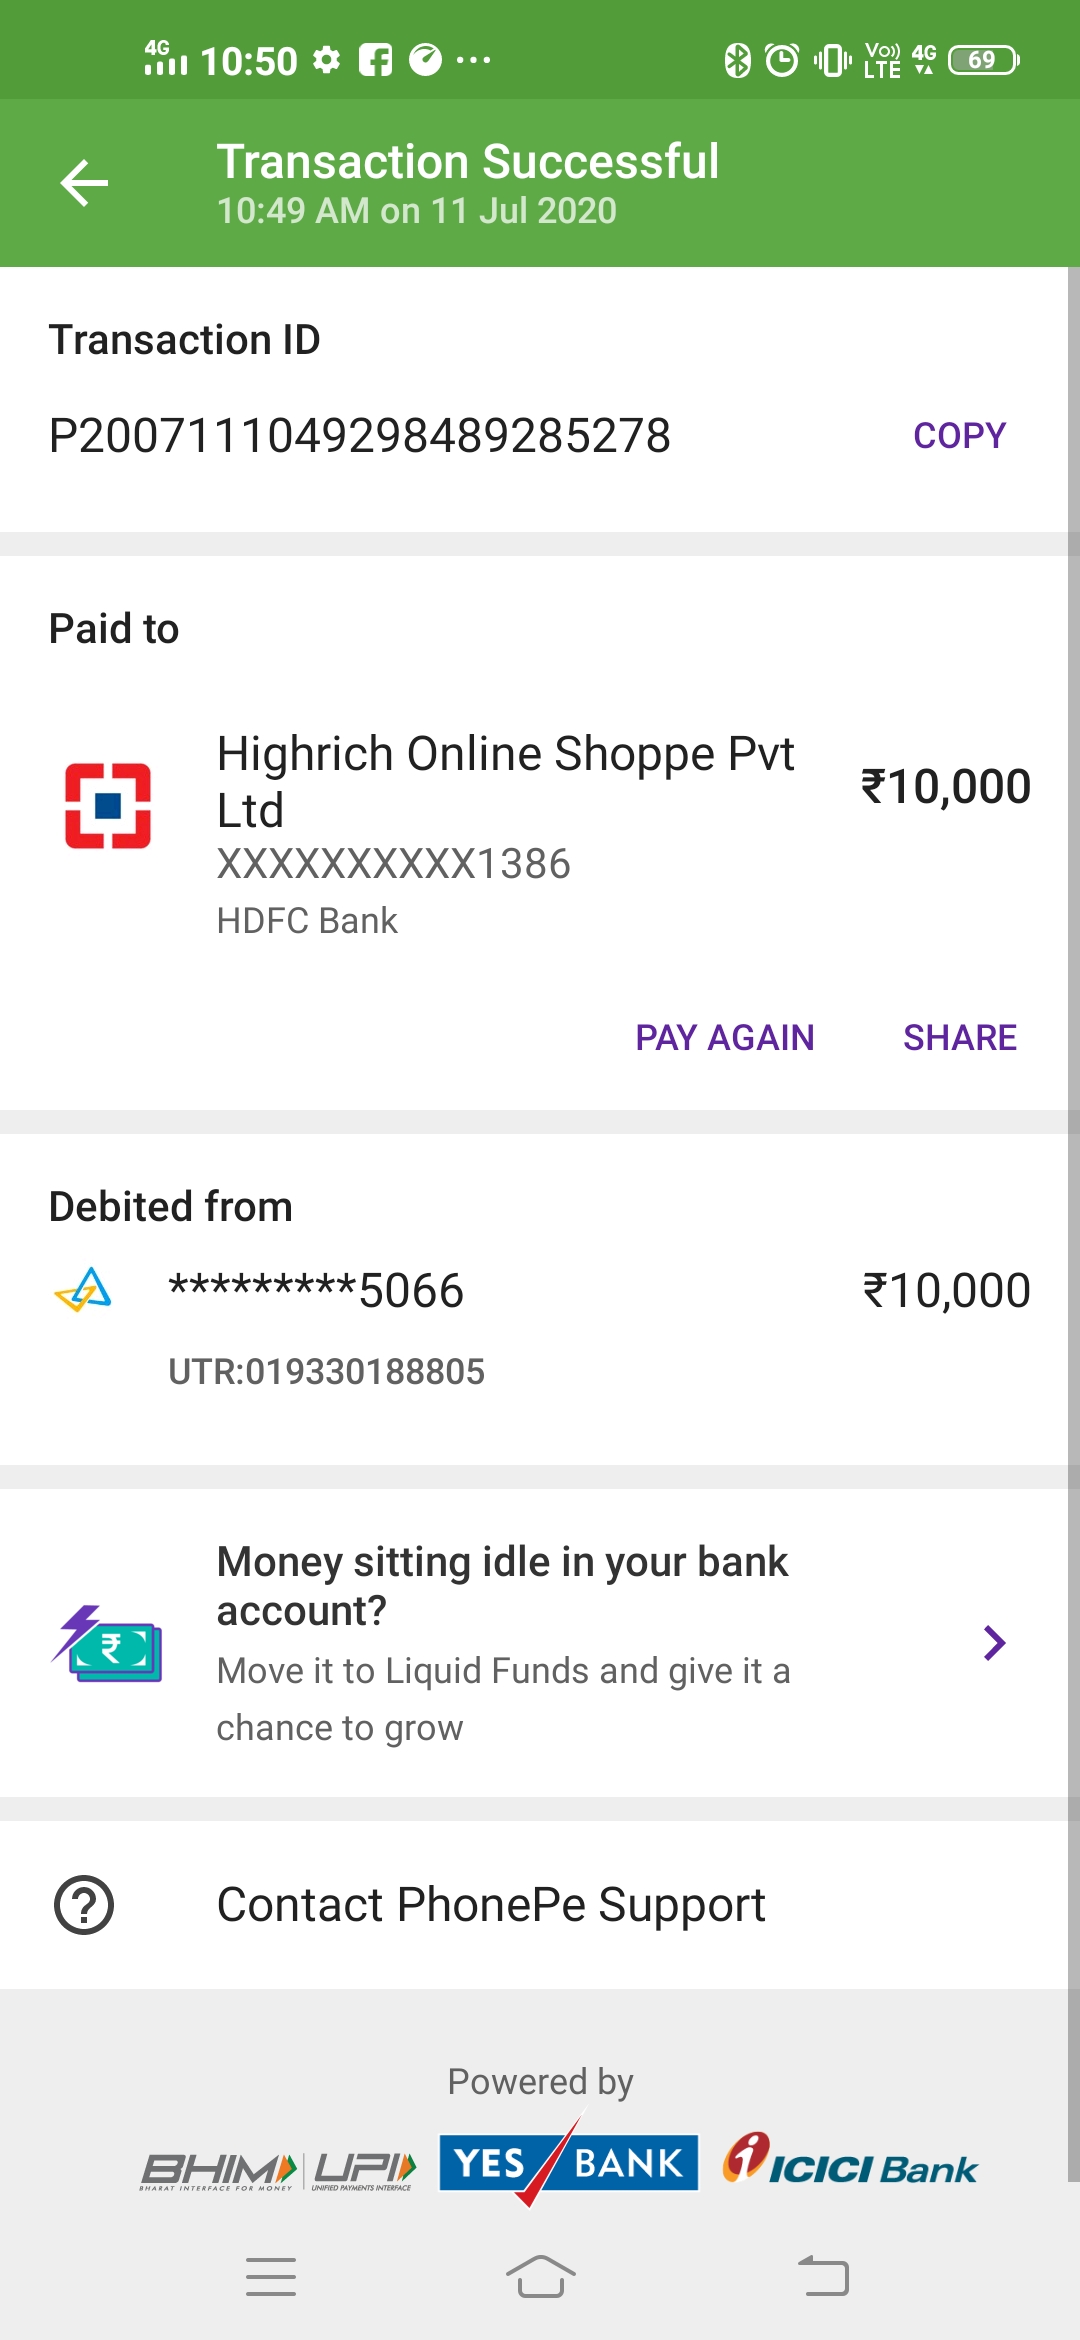 4G 10:50 ... Vo)) LTE 4G 69
Transaction Successful
10:49 AM on 11 Jul 2020
Transaction ID
P2007111049298489285278 COPY
Paid to
Highrich Online Shoppe Pvt
Ltd
₹10,000
XXXXXXXXXX1386
HDFC Bank
PAY AGAIN SHARE
Debited from
*********5066 ₹10,000
UTR:019330188805
Money sitting idle in your bank
account?
Move it to Liquid Funds and give it a
chance to grow
Contact PhonePe Support
Powered by
BHIM UPI YES BANK ICICI Bank
BHARAT INTERFACE FOR MONEY UNIFIED PAYMENTS INTERFACE